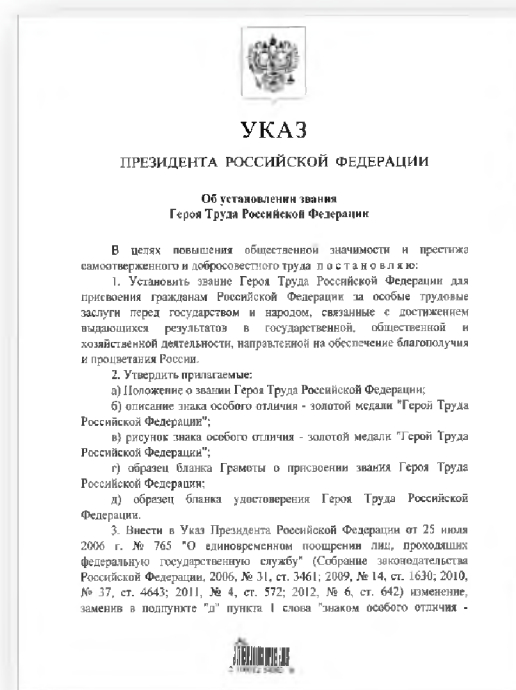 УКАЗ
ПРЕЗИДЕНТА РОССИЙСКОЙ ФЕДЕРАЦИИ
Об установлении звания
Героя Труда Российской Федерации
В целях повышения общественной значимости и престижа
самоотверженного и добросовестного труда п о с т а н о в л я ю:
1. Установить звание Героя Труда Российской Федерации для
присвоения гражданам Российской Федерации за особые трудовые
заслуги перед государством и народом, связанные с достижением
выдающихся результатов в государственной, общественной и
хозяйственной деятельности, направленной на обеспечение благополучия
и процветания России.
2. Утвердить прилагаемые:
а) Положение о звании Героя Труда Российской Федерации;
б) описание знака особого отличия - золотой медали "Герой Труда
Российской Федерации";
в) рисунок знака особого отличия - золотой медали "Герой Труда
Российской Федерации";
г) образец бланка Грамоты о присвоении звания Героя Труда
Российской Федерации;
д) образец бланка удостоверения Героя Труда Российской
Федерации.
3. Внести в Указ Президента Российской Федерации от 25 июля
2006 г. № 765 "О единовременном поощрении лиц, проходящих
федеральную государственную службу" (Собрание законодательства
Российской Федерации, 2006, № 31, ст. 3461; 2009, № 14, ст. 1630; 2010,
№ 37, ст. 4643; 2011, № 4, ст. 572; 2012, № 6, ст. 642) изменение,
заменив в подпункте "д" пункта 1 слова "знаком особого отличия -